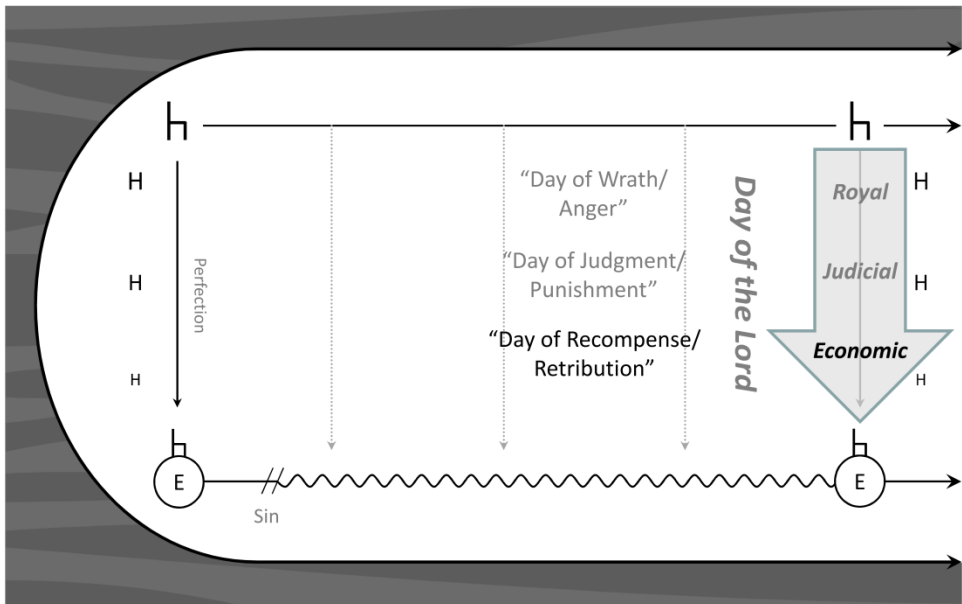 H
H
H
Perfection
E
Sin
“Day of Wrath/
Anger”
“Day of Judgment/
Punishment”
“Day of Recompense/
Retribution”
Day of the Lord
Royal
Judicial
Economic
H
H
H
E